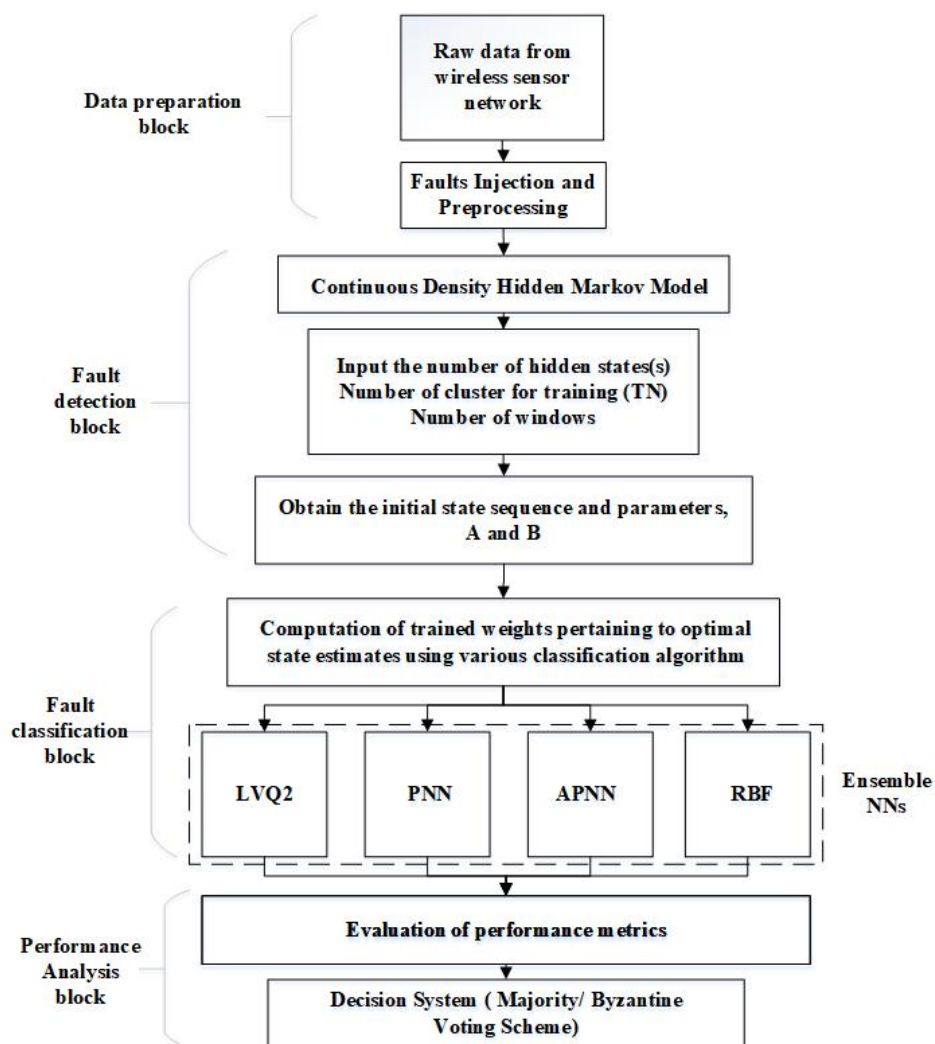 Raw data from
wireless sensor
network
Data preparation
block
Faults Injection and
Preprocessing
Continuous Density Hidden Markov Model
Input the number of hidden states(s)
Number of cluster for training (TN)
Number of windows
Fault
detection
block
Obtain the initial state sequence and parameters,
A and B
Computation of trained weights pertaining to optimal
state estimates using various classification algorithm
Fault
classification
block
LVQ2
PNN
APNN
RBF
Ensemble
NNs
Evaluation of performance metrics
Performance
Analysis
block
Decision System ( Majority/ Byzantine
Voting Scheme)